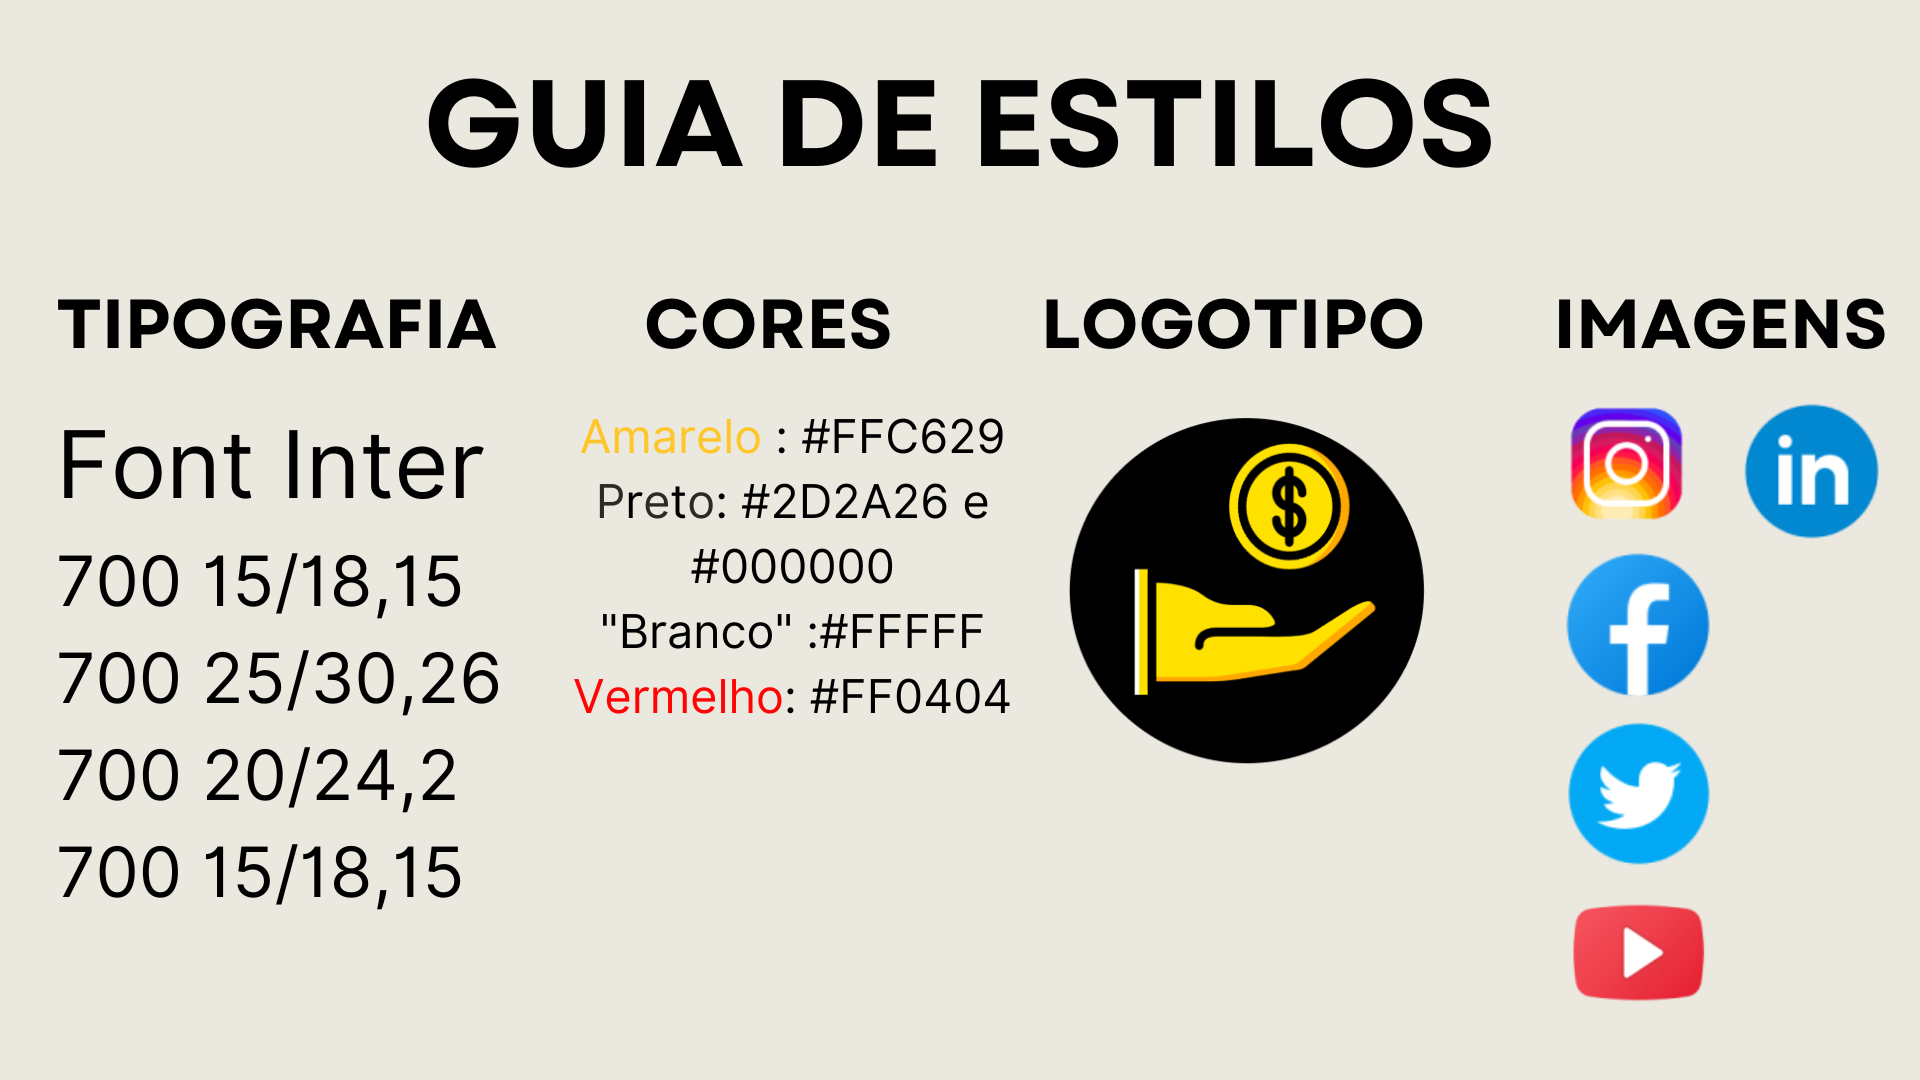 GUIA DE ESTILOS
TIPOGRAFIA
Font Inter
700 15/18,15
700 25/30,26
700 20/24,2
700 15/18,15
CORES
Amarelo : #FFC629
Preto: #2D2A26 e
#000000
"Branco" :#FFFFF
Vermelho: #FF0404
LOGOTIPO
$
IMAGENS
in
f